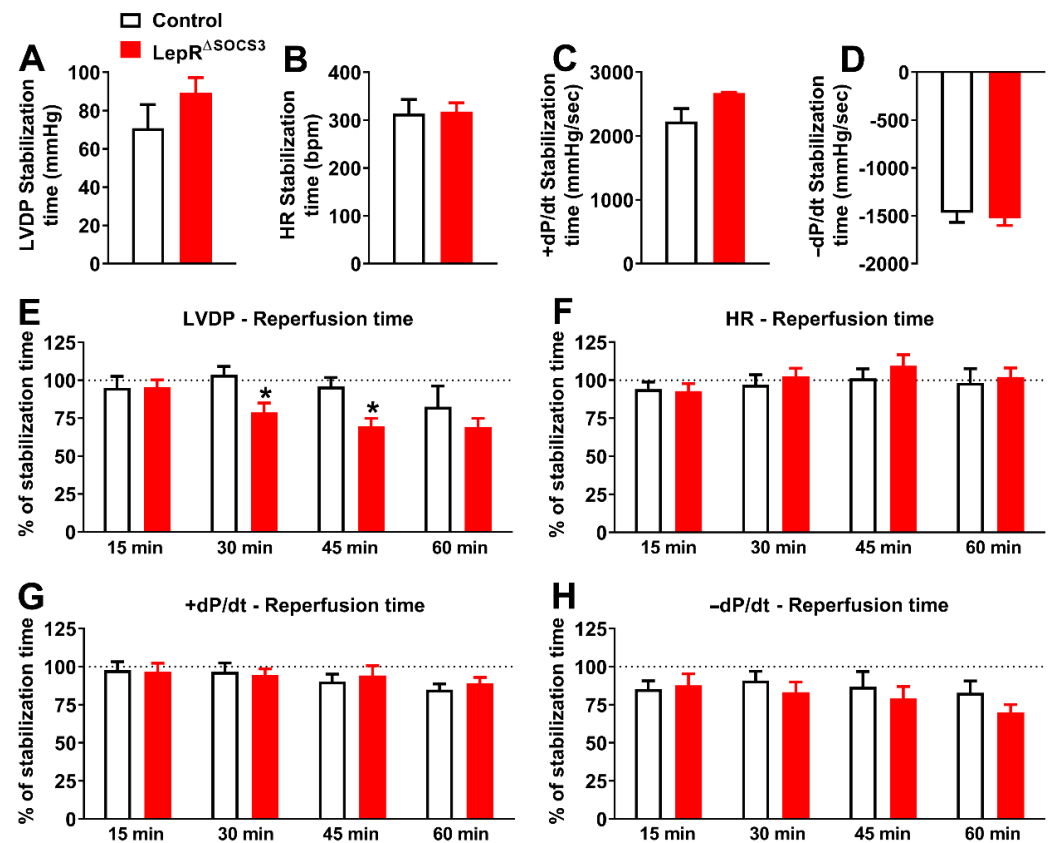 Control
LepRΔSOCS3
A
LVDP Stabilization
time (mmHg)
100
80
60
40
20
0
B
HR Stabilization
time (bpm)
400
300
200
100
0
C
+dP/dt Stabilization
time (mmHg/sec)
3000
2000
1000
0
D
–dP/dt Stabilization
time (mmHg/sec)
0
-500
-1000
-1500
-2000
E
LVDP - Reperfusion time
% of stabilization time
125
100
75
50
25
0
*
*
15 min
30 min
45 min
60 min
F
HR - Reperfusion time
% of stabilization time
125
100
75
50
25
0
15 min
30 min
45 min
60 min
G
+dP/dt - Reperfusion time
% of stabilization time
125
100
75
50
25
0
15 min
30 min
45 min
60 min
H
–dP/dt - Reperfusion time
% of stabilization time
125
100
75
50
25
0
15 min
30 min
45 min
60 min